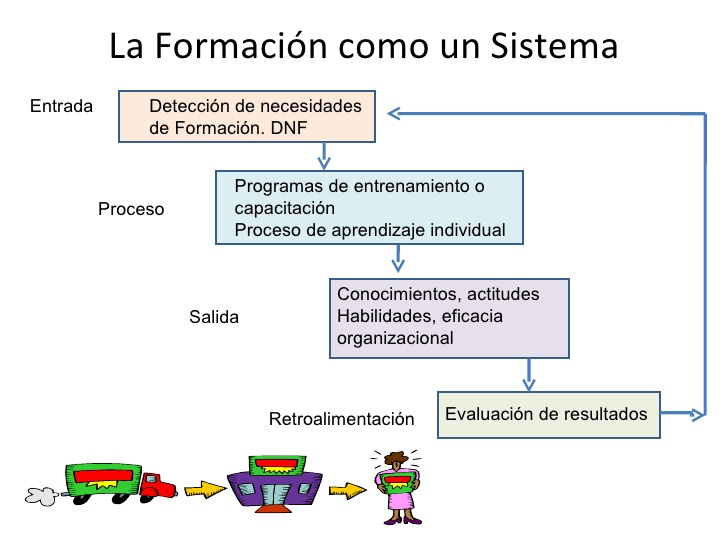 La Formación como un Sistema
Entrada
Detección de necesidades
de Formación. DNF
Proceso
Programas de entrenamiento o
capacitación
Proceso de aprendizaje individual
Salida
Conocimientos, actitudes
Habilidades, eficacia
organizacional
Retroalimentación
Evaluación de resultados